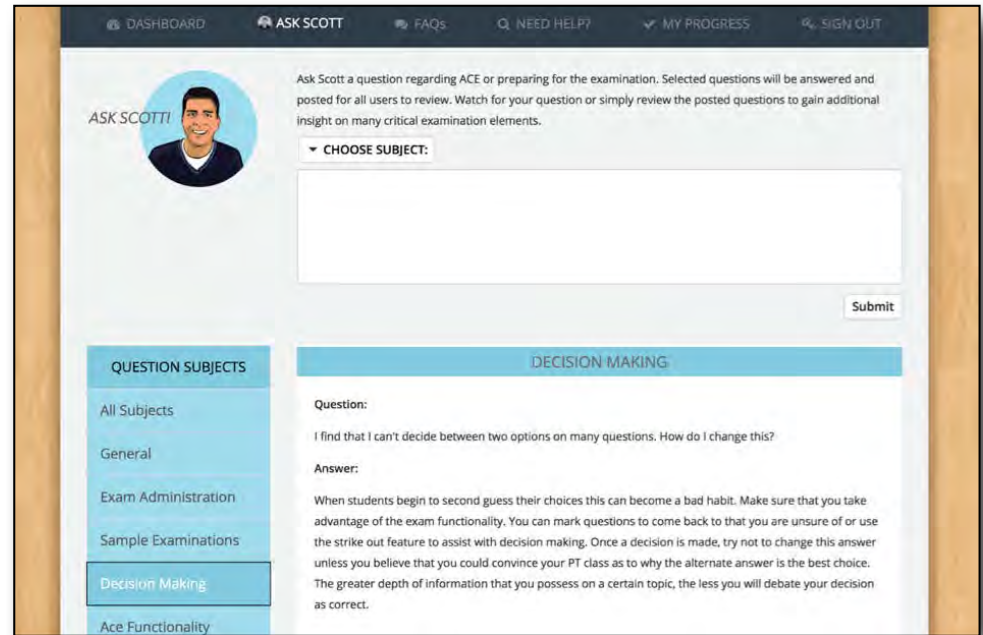 DASHBOARD ASK SCOTT FAQs NEED HELP? MY PROGRESS SIGN OUT
ASK SCOTT!
Ask Scott a question regarding ACE or preparing for the examination. Selected questions will be answered and
posted for all users to review. Watch for your question or simply review the posted questions to gain additional
insight on many critical examination elements.
CHOOSE SUBJECT:
Submit
QUESTION SUBJECTS
All Subjects
General
Exam Administration
Sample Examinations
Decision Making
Ace Functionality
DECISION MAKING
Question:
I find that I can't decide between two options on many questions. How do I change this?
Answer:
When students begin to second guess their choices this can become a bad habit. Make sure that you take
advantage of the exam functionality. You can mark questions to come back to that you are unsure of or use
the strike out feature to assist with decision making. Once a decision is made, try not to change this answer
unless you believe that you could convince your PT class as to why the alternate answer is the best choice.
The greater depth of information that you possess on a certain topic, the less you will debate your decision
as correct.